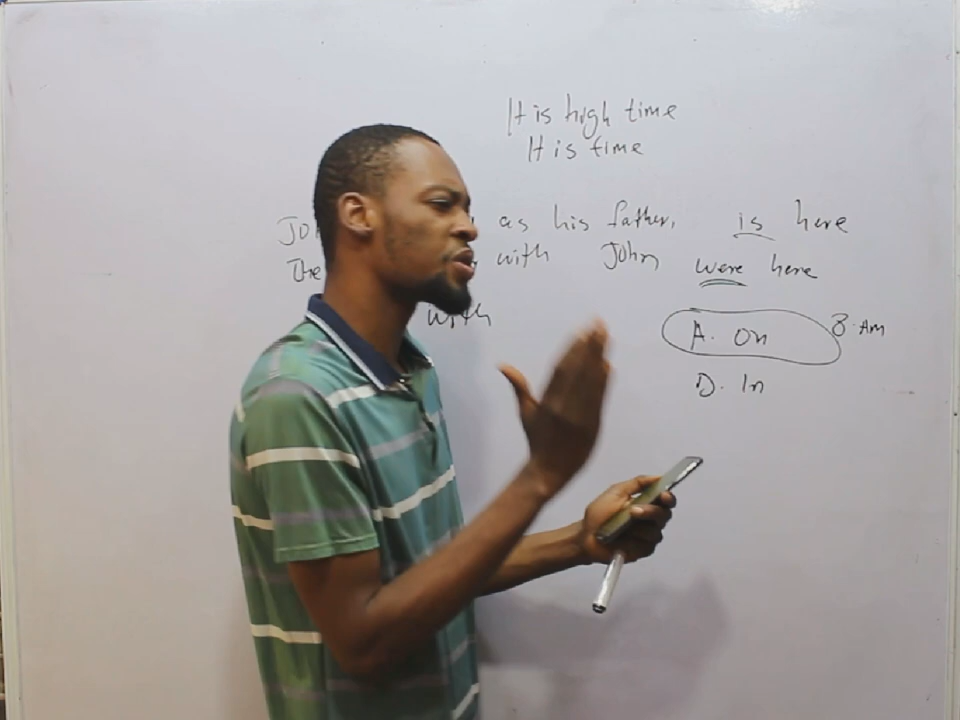 It is high time
It is time
as his father, is here
The with John were here
with
A. On 8. Am
D. In